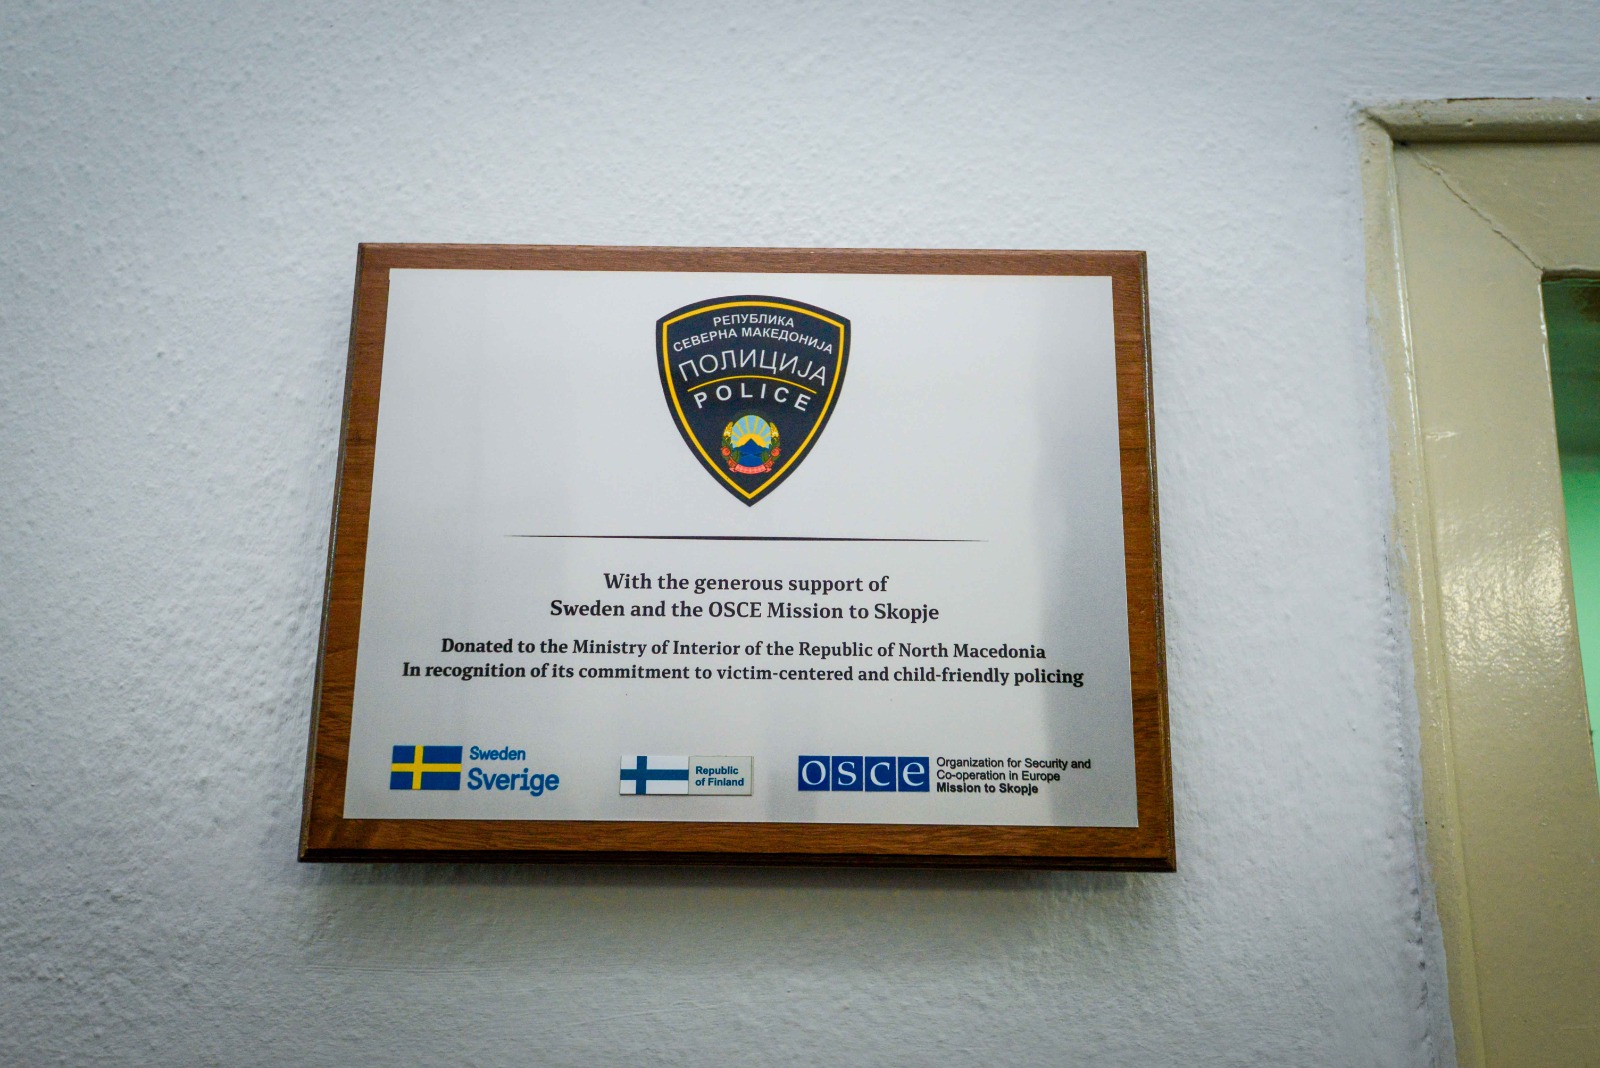 РЕПУБЛИКА
СЕВЕРНА МАКЕДОНИЈА
ПОЛИЦИЈА
POLICE
With the generous support of
Sweden and the OSCE Mission to Skopje
Donated to the Ministry of Interior of the Republic of North Macedonia
In recognition of its commitment to victim-centered and child-friendly policing
Sweden
Sverige
Republic
of Finland
OSCE
Organization for Security and
Co-operation in Europe
Mission to Skopje